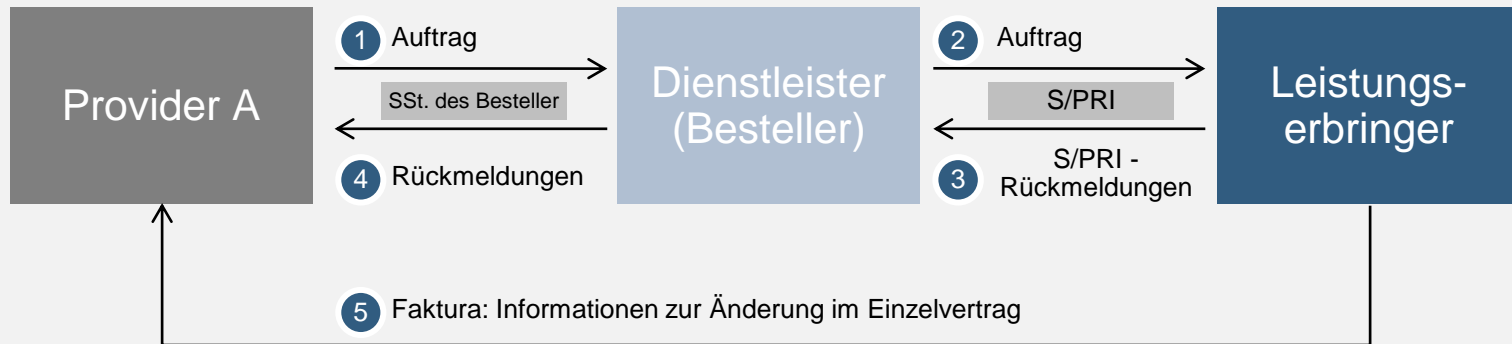 Provider A
1 Auftrag
SSt. des Besteller
4 Rückmeldungen
Dienstleister
(Besteller)
2 Auftrag
S/PRI
3 S/PRI -
Rückmeldungen
Leistungs-
erbringer
5 Faktura: Informationen zur Änderung im Einzelvertrag